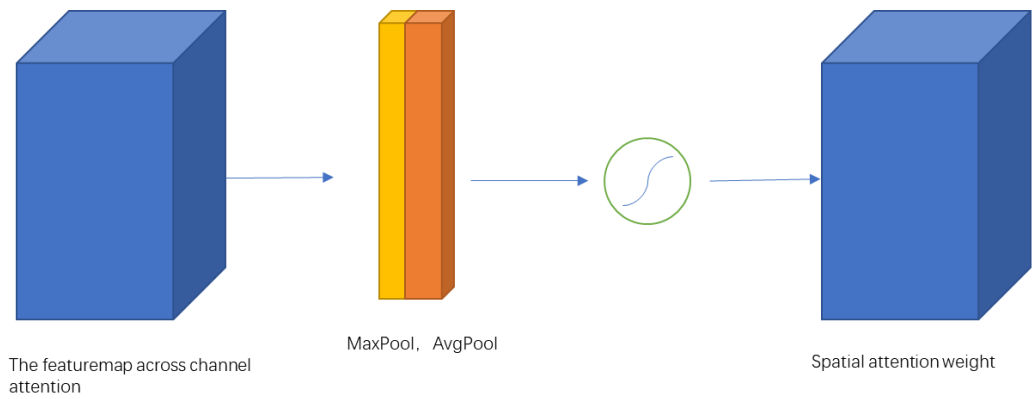 The featuremap across channel
attention
MaxPool，AvgPool
Spatial attention weight